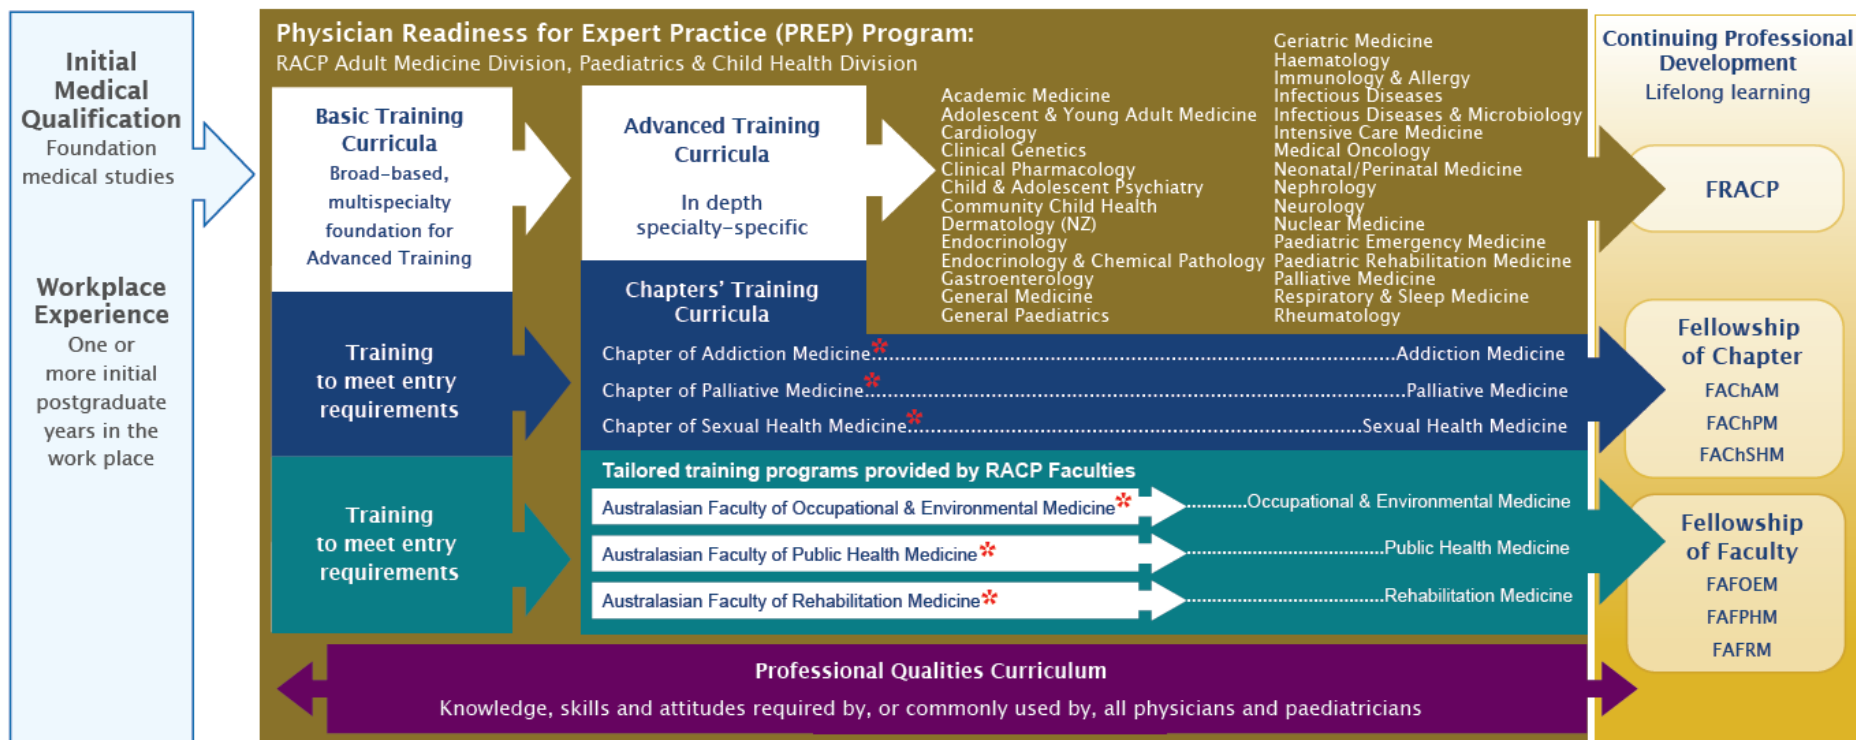 Initial
Medical
Qualification
Foundation
medical studies
Workplace
Experience
One or
more initial
postgraduate
years in the
work place
Physician Readiness for Expert Practice (PREP) Program:
RACP Adult Medicine Division, Paediatrics & Child Health Division
Basic Training
Curricula
Broad-based,
multispecialty
foundation for
Advanced Training
Advanced Training
Curricula
In depth
specialty-specific
Academic Medicine
Adolescent & Young Adult Medicine
Cardiology
Clinical Genetics
Clinical Pharmacology
Child & Adolescent Psychiatry
Community Child Health
Dermatology (NZ)
Endocrinology
Endocrinology & Chemical Pathology
Gastroenterology
General Medicine
General Paediatrics
Geriatric Medicine
Haematology
Immunology & Allergy
Infectious Diseases
Infectious Diseases & Microbiology
Intensive Care Medicine
Medical Oncology
Neonatal/Perinatal Medicine
Nephrology
Neurology
Nuclear Medicine
Paediatric Emergency Medicine
Paediatric Rehabilitation Medicine
Palliative Medicine
Respiratory & Sleep Medicine
Rheumatology
Training
to meet entry
requirements
Chapters' Training
Curricula
Chapter of Addiction Medicine*..........Addiction Medicine
Chapter of Palliative Medicine*..........Palliative Medicine
Chapter of Sexual Health Medicine*..........Sexual Health Medicine
Training
to meet entry
requirements
Tailored training programs provided by RACP Faculties
Australasian Faculty of Occupational & Environmental Medicine* ..........Occupational & Environmental Medicine
Australasian Faculty of Public Health Medicine* ..........Public Health Medicine
Australasian Faculty of Rehabilitation Medicine* ..........Rehabilitation Medicine
Professional Qualities Curriculum
Knowledge, skills and attitudes required by, or commonly used by, all physicians and paediatricians
Continuing Professional
Development
Lifelong learning
FRACP
Fellowship
of Chapter
FAChAM
FAChPM
FAChSHM
Fellowship
of Faculty
FAFOEM
FAFPHM
FAFRM